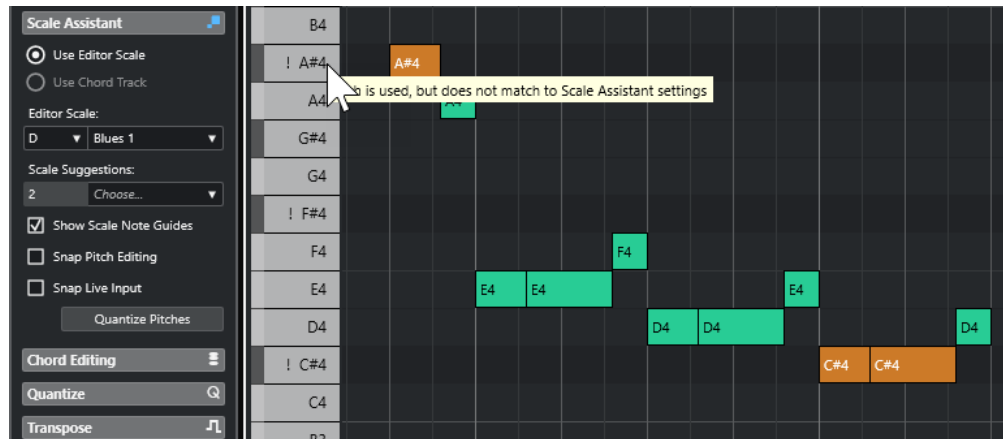 Scale Assistant
Use Editor Scale
Use Chord Track
Editor Scale:
D Blues 1
Scale Suggestions:
2 Choose...
Show Scale Note Guides
Snap Pitch Editing
Snap Live Input
Quantize Pitches
Chord Editing
Quantize Q
Transpose
B4
! A#4 A#4
is used, but does not match to Scale Assistant settings
A4 A4
G#4
G4
! F#4
F4 F4
E4 E4 E4 E4
D4 D4 D4 D4
! C#4 C#4 C#4
C4